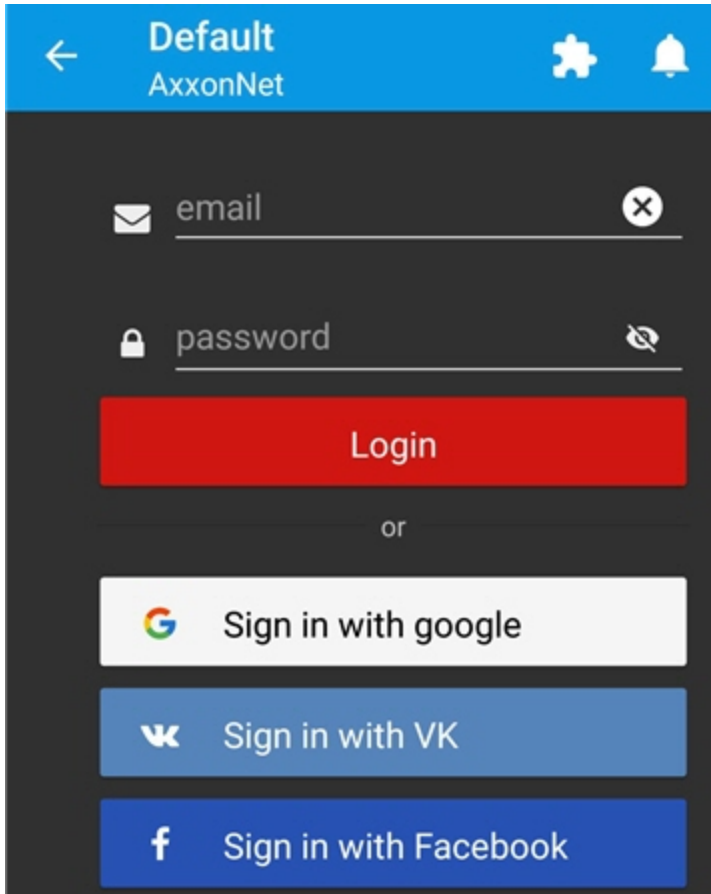 Default
AxxonNet
email
password
Login
or
Sign in with google
Sign in with VK
Sign in with Facebook